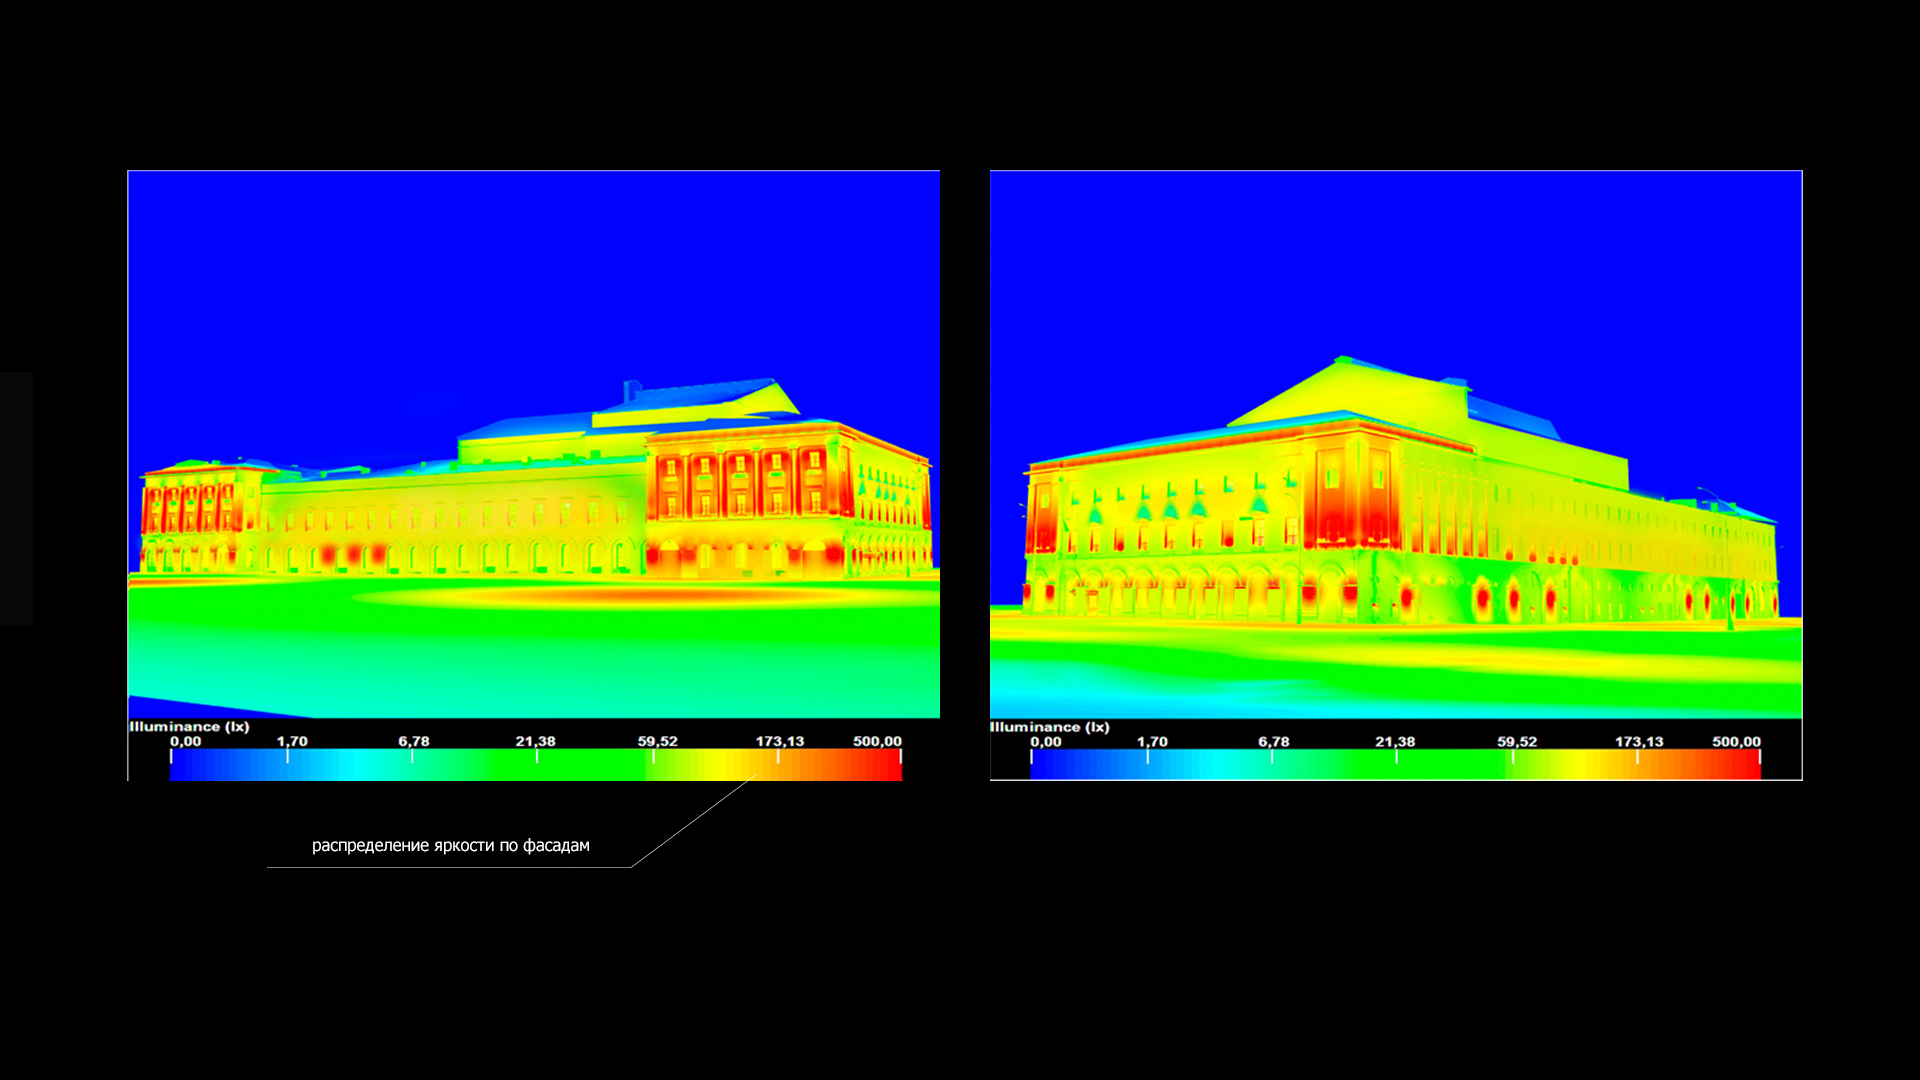 Illuminance (lx)
0,00 1,70 6,78 21,38 59,52 173,13 500,00
Illuminance (lx)
0,00 1,70 6,78 21,38 59,52 173,13 500,00
распределение яркости по фасадам